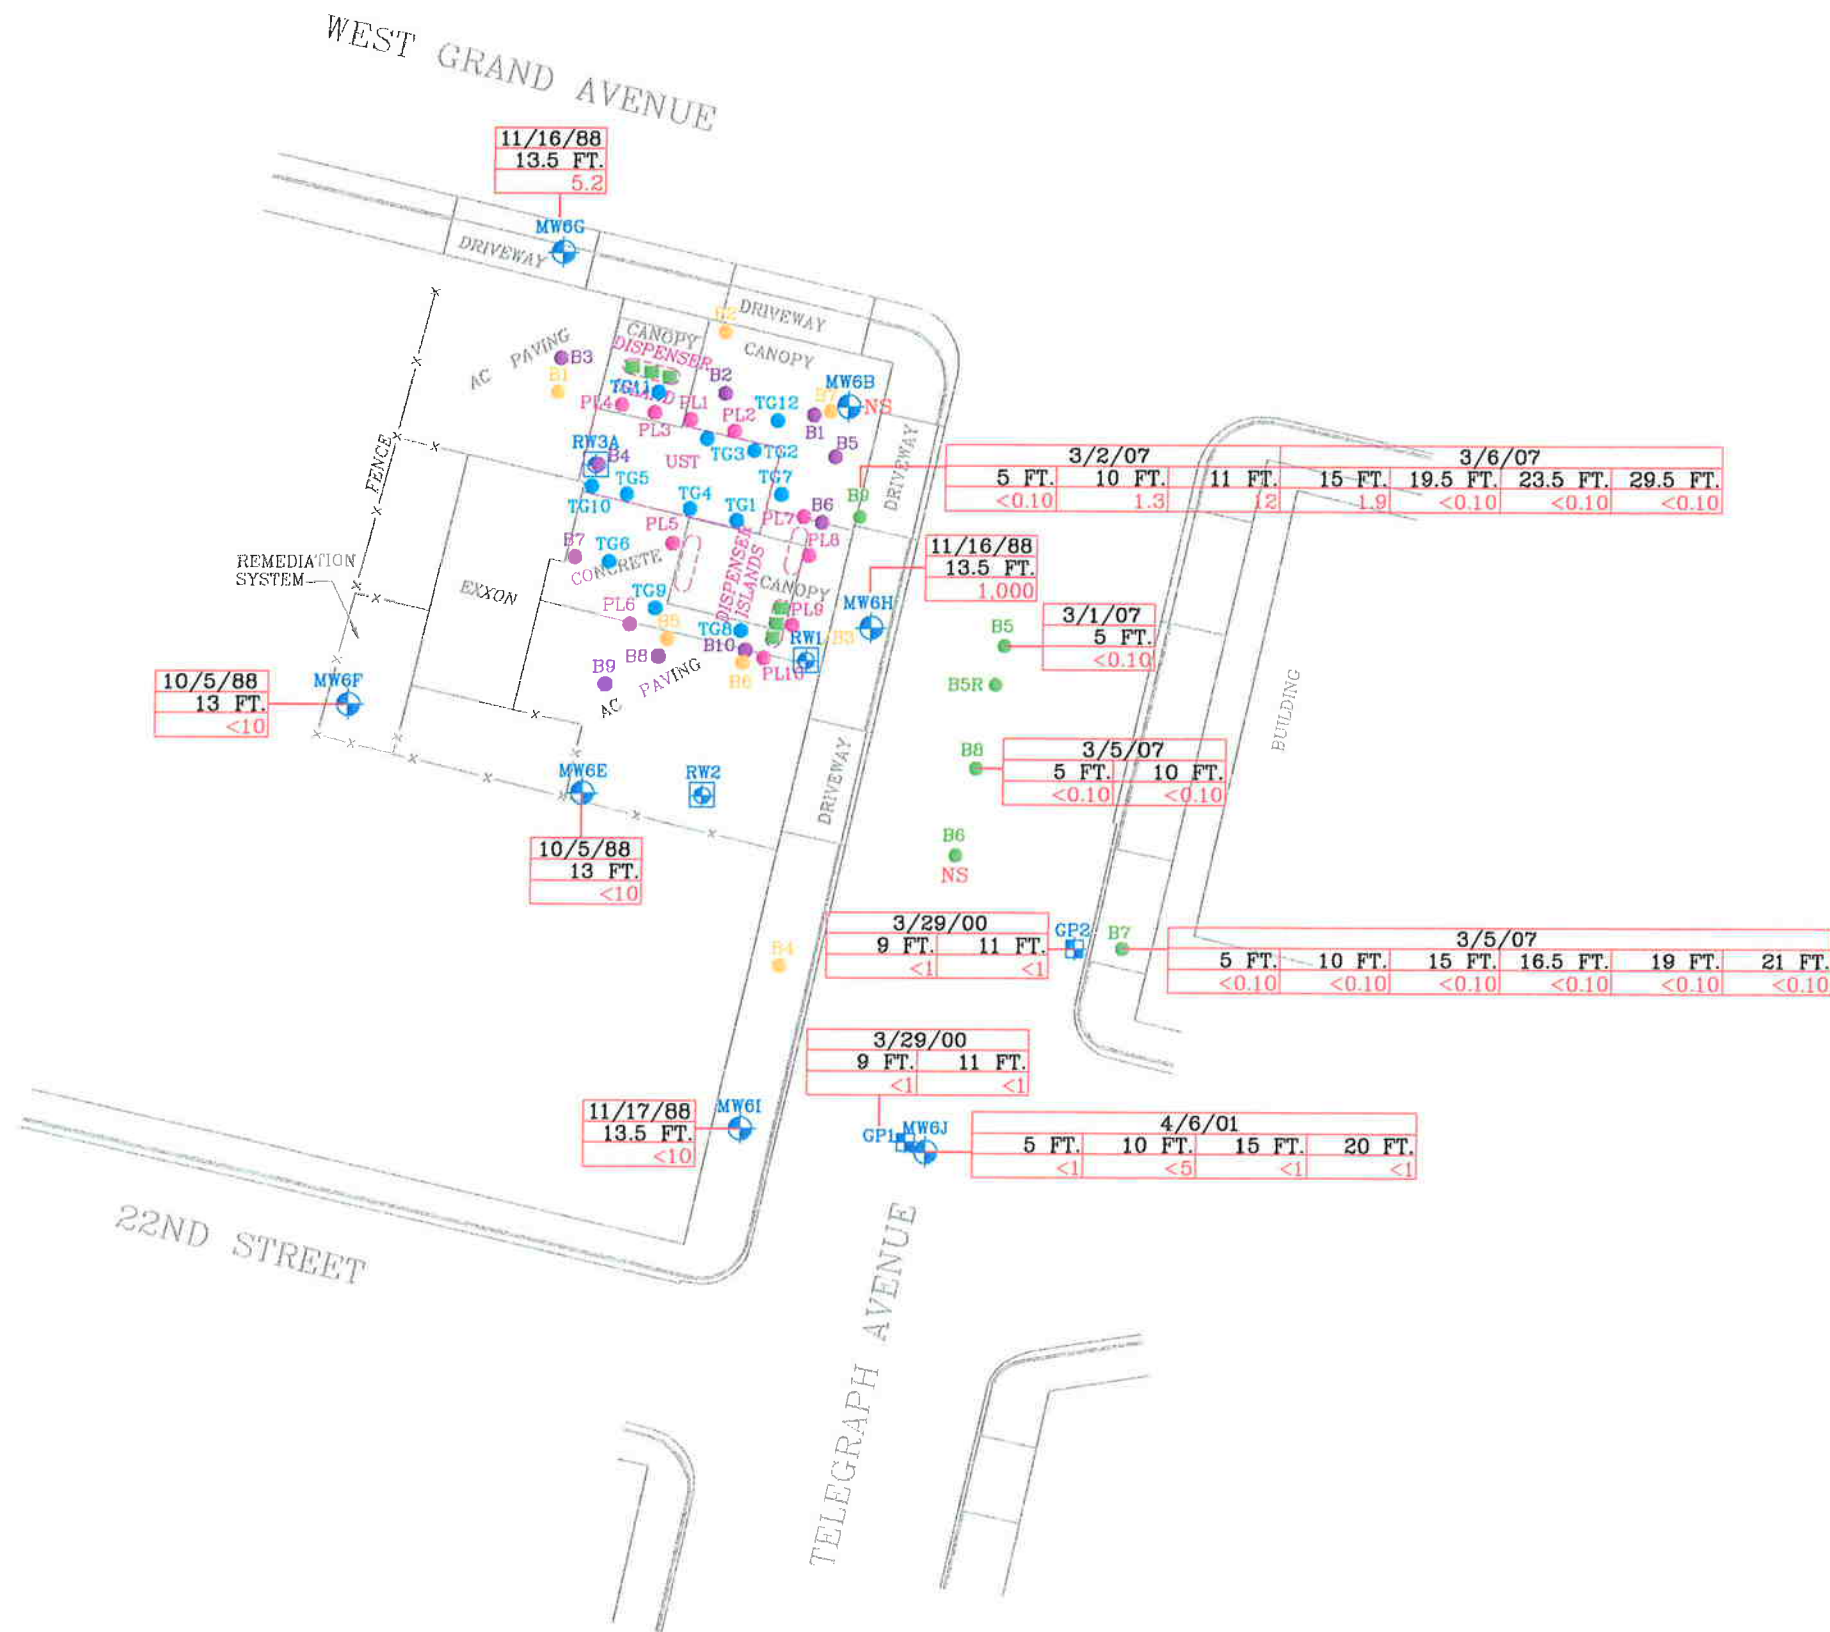 WEST GRAND AVENUE
11/16/88
13.5 FT.
5.2
MW6G
DRIVEWAY
DRIVEWAY
B2
CANOPY
CANOPY
DISPENSER
ISLAND
AC PAVING
B3
B1
TG11
B2
MW6B
NS
B7
PL4
PL3
PL1
PL2
TG12
B1
B5
RW3A
B4
TG3
TG2
UST
FENCE
DRIVEWAY
TG5
TG10
TG4
TG7
TG1
PL7
B6
B9
3/2/07 3/6/07
5 FT. 10 FT. 11 FT. 15 FT. 19.5 FT. 23.5 FT. 29.5 FT.
<0.10 1.3 12 1.9 <0.10 <0.10 <0.10
PL5
PL8
B7
TG6
CONCRETE
DISPENSER
ISLANDS
CANOPY
REMEDIATION
SYSTEM
EXXON
11/16/88
13.5 FT.
1,000
MW6H
TG9
PL6
B5
TG8
PL9
RW1
B3
B10
B8
B9
B6
PL10
AC PAVING
B5
3/1/07
5 FT.
<0.10
B5R
BUILDING
10/5/88
13 FT.
<10
MW6F
B8
3/5/07
5 FT. 10 FT.
<0.10 <0.10
MW6E
RW2
DRIVEWAY
10/5/88
13 FT.
<10
B6
NS
B4
3/29/00
9 FT. 11 FT.
<1 <1
GP2
B7
3/5/07
5 FT. 10 FT. 15 FT. 16.5 FT. 19 FT. 21 FT.
<0.10 <0.10 <0.10 <0.10 <0.10 <0.10
3/29/00
9 FT. 11 FT.
<1 <1
11/17/88
13.5 FT.
<10
MW6I
GP1
MW6J
4/6/01
5 FT. 10 FT. 15 FT. 20 FT.
<1 <5 <1 <1
22ND STREET
TELEGRAPH AVENUE